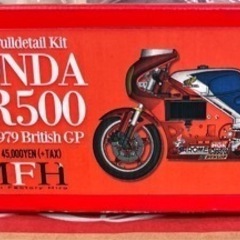 ulldetail Kit
NDA
R500
979 British GP
45,000YEN(+TAX)
MFH